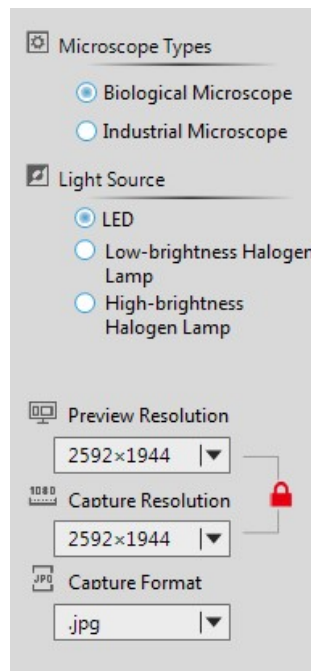 Microscope Types
Biological Microscope
Industrial Microscope
Light Source
LED
Low-brightness Halogen
Lamp
High-brightness
Halogen Lamp
Preview Resolution
2592×1944
1080
Capture Resolution
2592×1944
JPG
Capture Format
.jpg